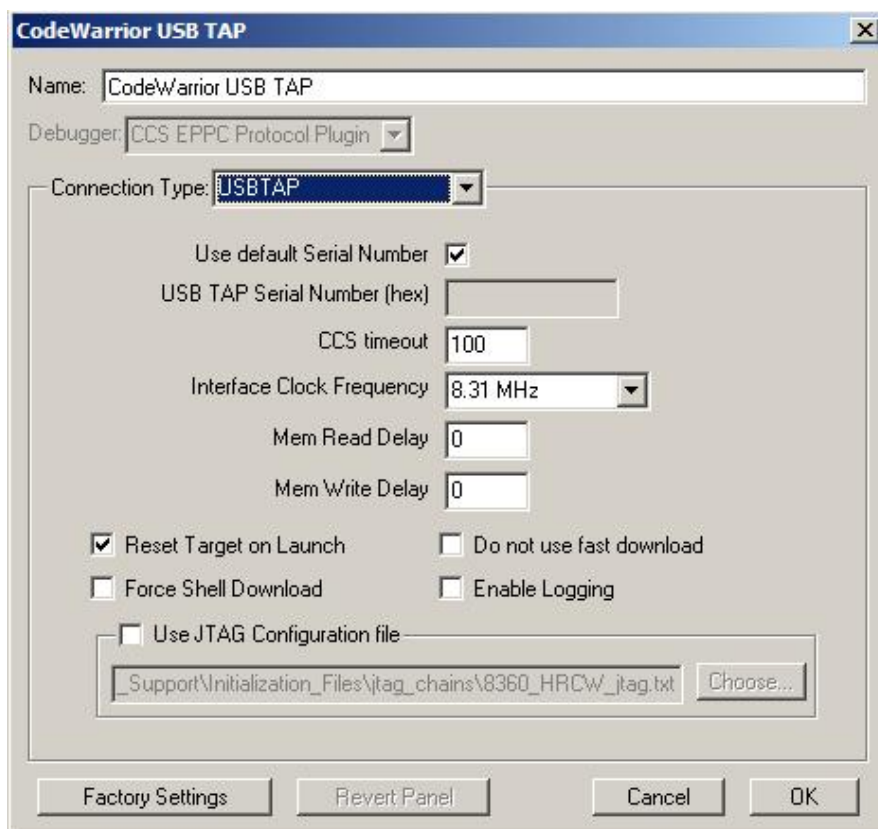 CodeWarrior USB TAP
Name: CodeWarrior USB TAP
Debugger: CCS EPPC Protocol Plugin
Connection Type: USBTAP
Use default Serial Number
USB TAP Serial Number (hex)
CCS timeout 100
Interface Clock Frequency 8.31 MHz
Mem Read Delay 0
Mem Write Delay 0
Reset Target on Launch Do not use fast download
Force Shell Download Enable Logging
Use JTAG Configuration file
_Support\Initialization_Files\jtag_chains\8360_HRCW_jtag.txt Choose...
Factory Settings Revert Panel Cancel OK